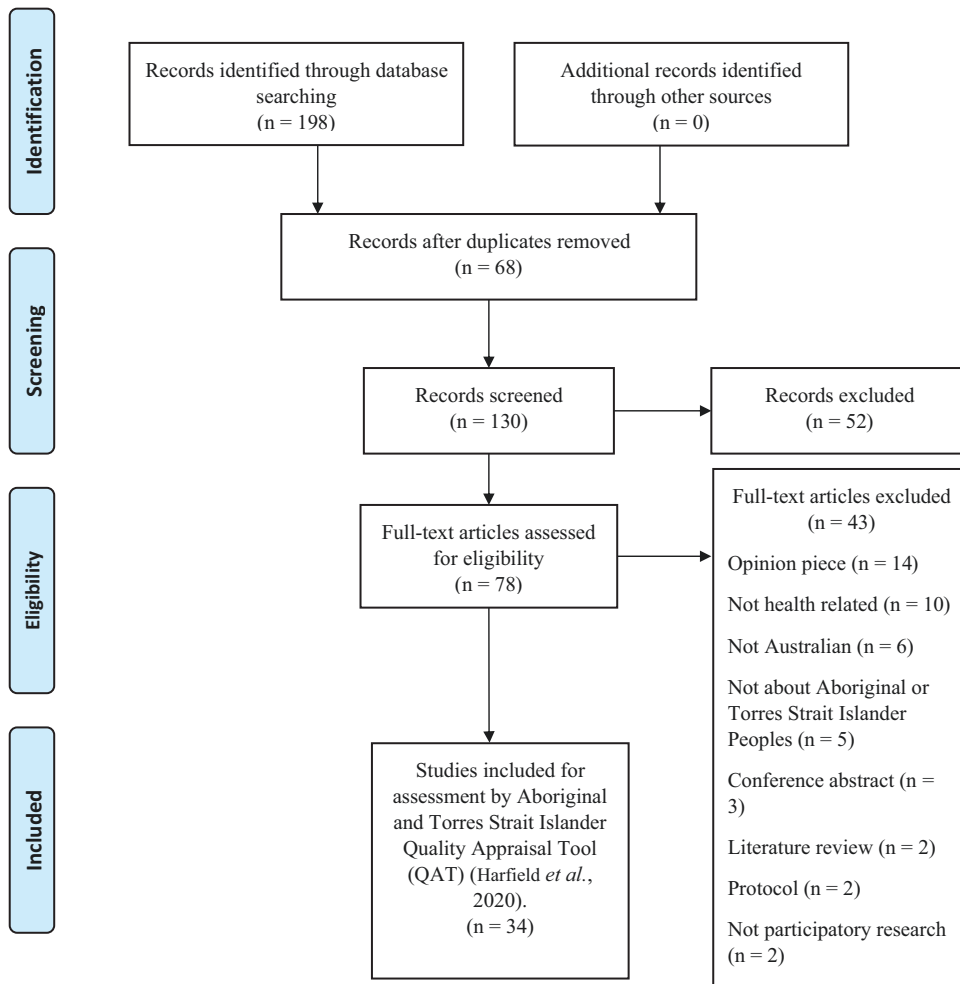 Identification
Records identified through database
searching
(n = 198)
Additional records identified
through other sources
(n = 0)
Records after duplicates removed
(n = 68)
Screening
Records screened
(n = 130)
Records excluded
(n = 52)
Eligibility
Full-text articles assessed
for eligibility
(n = 78)
Full-text articles excluded
(n = 43)
Opinion piece (n = 14)
Not health related (n = 10)
Not Australian (n = 6)
Not about Aboriginal or
Torres Strait Islander
Peoples (n = 5)
Conference abstract (n =
3)
Literature review (n = 2)
Protocol (n = 2)
Not participatory research
(n = 2)
Included
Studies included for
assessment by Aboriginal
and Torres Strait Islander
Quality Appraisal Tool
(QAT) (Harfield et al.,
2020).
(n = 34)